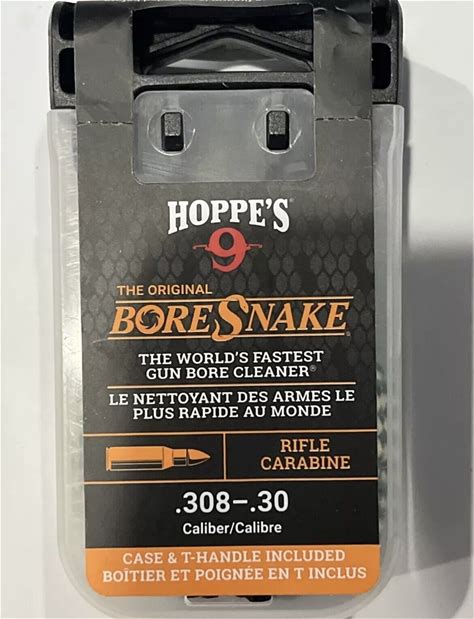 HOPPE'S
9
THE ORIGINAL
BORESNAKE®
THE WORLD'S FASTEST
GUN BORE CLEANER®
LE NETTOYANT DES ARMES LE
PLUS RAPIDE AU MONDE
RIFLE
CARABINE
.308–.30
Caliber/Calibre
CASE & T-HANDLE INCLUDED
BOÎTIER ET POIGNÉE EN T INCLUS